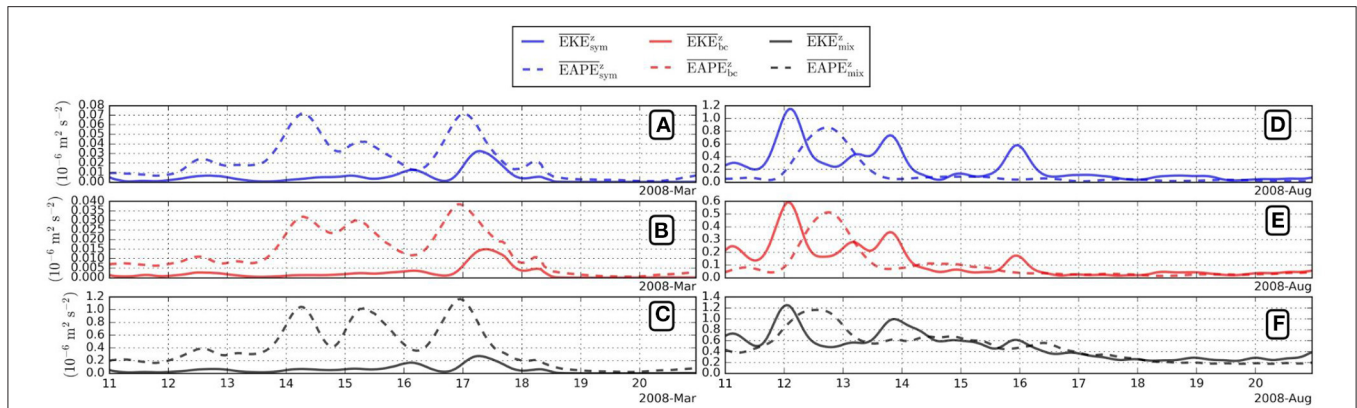 EKE^z_sym EKE^z_bc EKE^z_mix
EAPE^z_sym EAPE^z_bc EAPE^z_mix
A
(10⁻⁶ m² s⁻²)
0.08
0.07
0.06
0.05
0.04
0.03
0.02
0.01
0.00
2008-Mar
B
(10⁻⁶ m² s⁻²)
0.040
0.035
0.030
0.025
0.020
0.015
0.010
0.005
0.000
2008-Mar
C
(10⁻⁶ m² s⁻²)
1.2
1.0
0.8
0.6
0.4
0.2
0.0
11 12 13 14 15 16 17 18 19 20
2008-Mar
D
1.2
1.0
0.8
0.6
0.4
0.2
0.0
2008-Aug
E
0.6
0.5
0.4
0.3
0.2
0.1
0.0
2008-Aug
F
1.4
1.2
1.0
0.8
0.6
0.4
0.2
0.0
11 12 13 14 15 16 17 18 19 20
2008-Aug